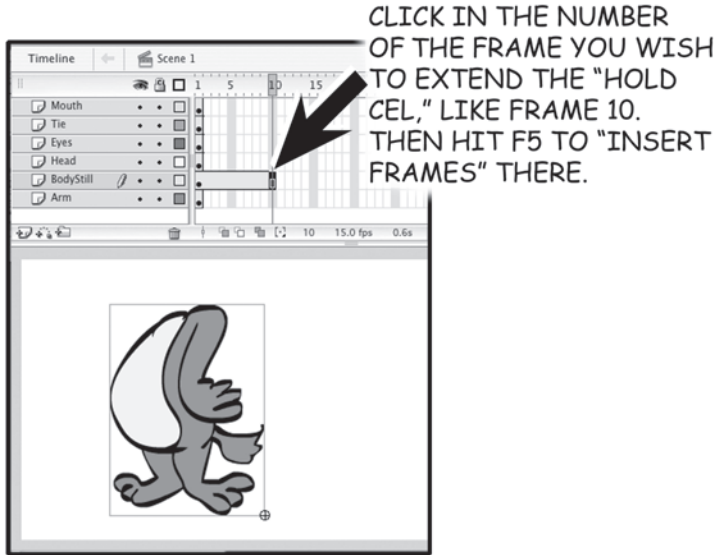 CLICK IN THE NUMBER
OF THE FRAME YOU WISH
TO EXTEND THE “HOLD
CEL,” LIKE FRAME 10.
THEN HIT F5 TO “INSERT
FRAMES” THERE.
Timeline Scene 1
1 5 10 15
Mouth
Tie
Eyes
Head
BodyStill
Arm
10 15.0 fps 0.6s